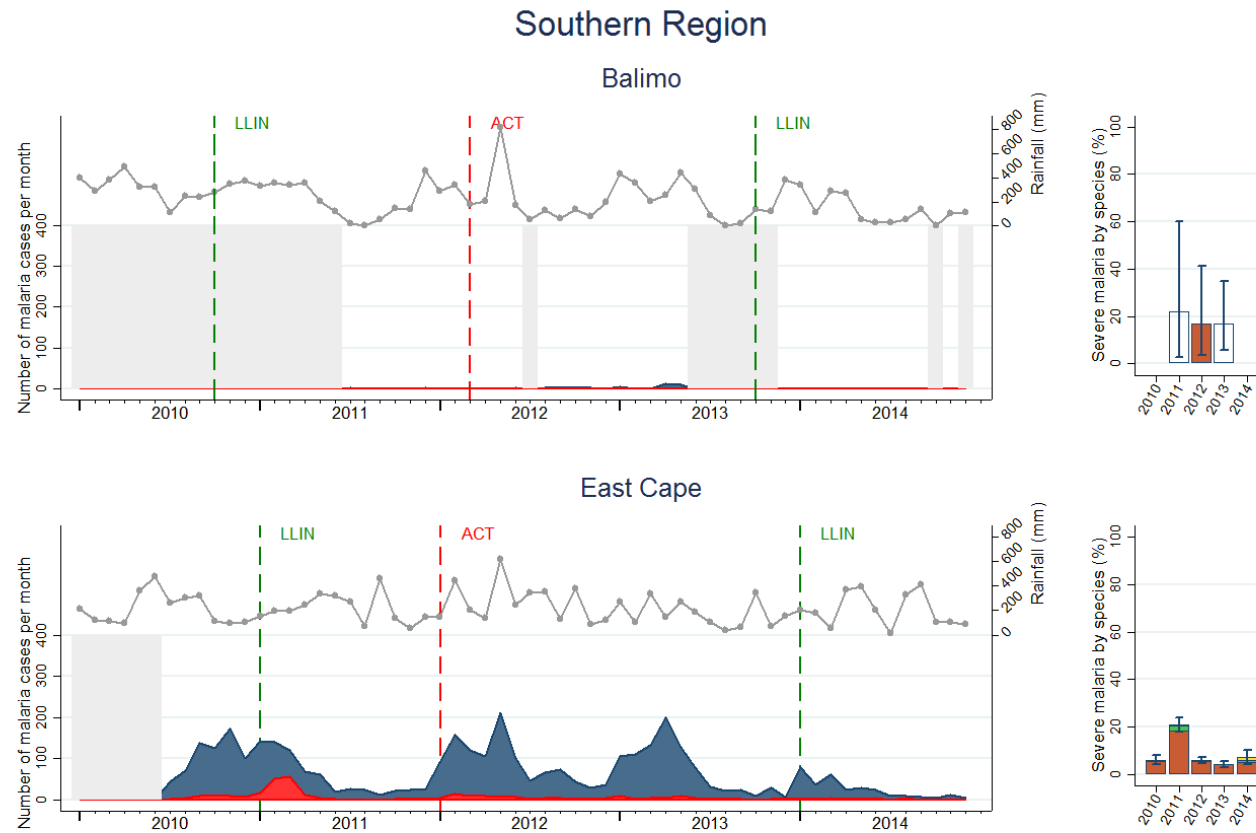 Southern Region
Balimo
LLIN
ACT
LLIN
Number of malaria cases per month
0 100 200 300 400
Rainfall (mm)
0 200 400 600 800
2010 2011 2012 2013 2014
Severe malaria by species (%)
0 20 40 60 80 100
2010 2011 2012 2013 2014
East Cape
LLIN
ACT
LLIN
Number of malaria cases per month
0 100 200 300 400
Rainfall (mm)
0 200 400 600 800
2010 2011 2012 2013 2014
Severe malaria by species (%)
0 20 40 60 80 100
2010 2011 2012 2013 2014